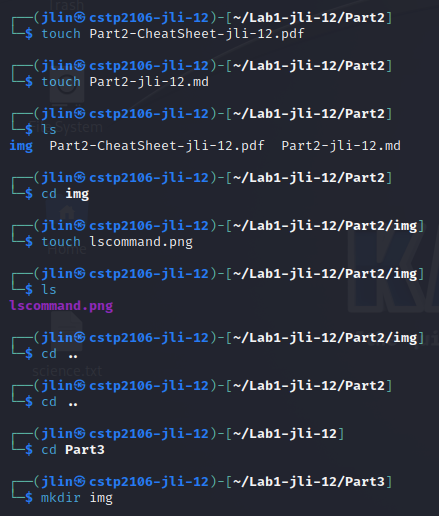 ┌──(jlin㉿cstp2106-jli-12)-[~/Lab1-jli-12/Part2]
└─$ touch Part2-CheatSheet-jli-12.pdf
┌──(jlin㉿cstp2106-jli-12)-[~/Lab1-jli-12/Part2]
└─$ touch Part2-jli-12.md
┌──(jlin㉿cstp2106-jli-12)-[~/Lab1-jli-12/Part2]
└─$ ls
img  Part2-CheatSheet-jli-12.pdf  Part2-jli-12.md
┌──(jlin㉿cstp2106-jli-12)-[~/Lab1-jli-12/Part2]
└─$ cd img
┌──(jlin㉿cstp2106-jli-12)-[~/Lab1-jli-12/Part2/img]
└─$ touch lscommand.png
┌──(jlin㉿cstp2106-jli-12)-[~/Lab1-jli-12/Part2/img]
└─$ ls
lscommand.png
┌──(jlin㉿cstp2106-jli-12)-[~/Lab1-jli-12/Part2/img]
└─$ cd ..
science.txt
┌──(jlin㉿cstp2106-jli-12)-[~/Lab1-jli-12/Part2]
└─$ cd ..
┌──(jlin㉿cstp2106-jli-12)-[~/Lab1-jli-12]
└─$ cd Part3
┌──(jlin㉿cstp2106-jli-12)-[~/Lab1-jli-12/Part3]
└─$ mkdir img